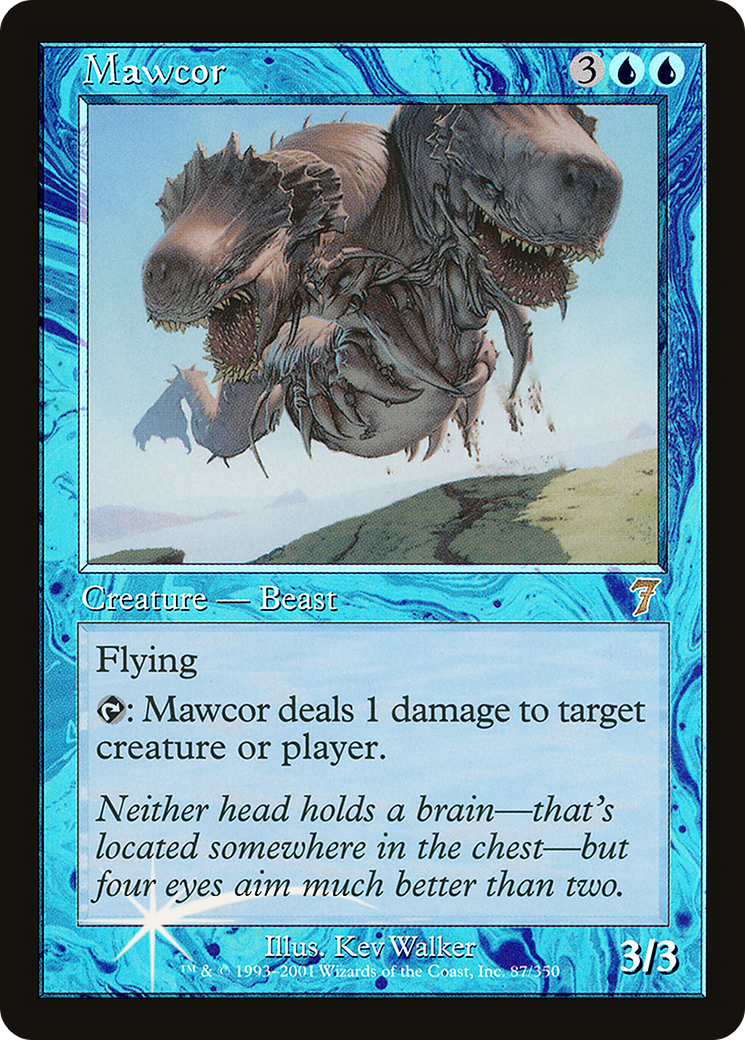 Mawcor 3
Creature — Beast 7
Flying
: Mawcor deals 1 damage to target
creature or player.
Neither head holds a brain—that's
located somewhere in the chest—but
four eyes aim much better than two.
Illus. Kev Walker
™ & © 1993–2001 Wizards of the Coast, Inc. 87/350
3/3